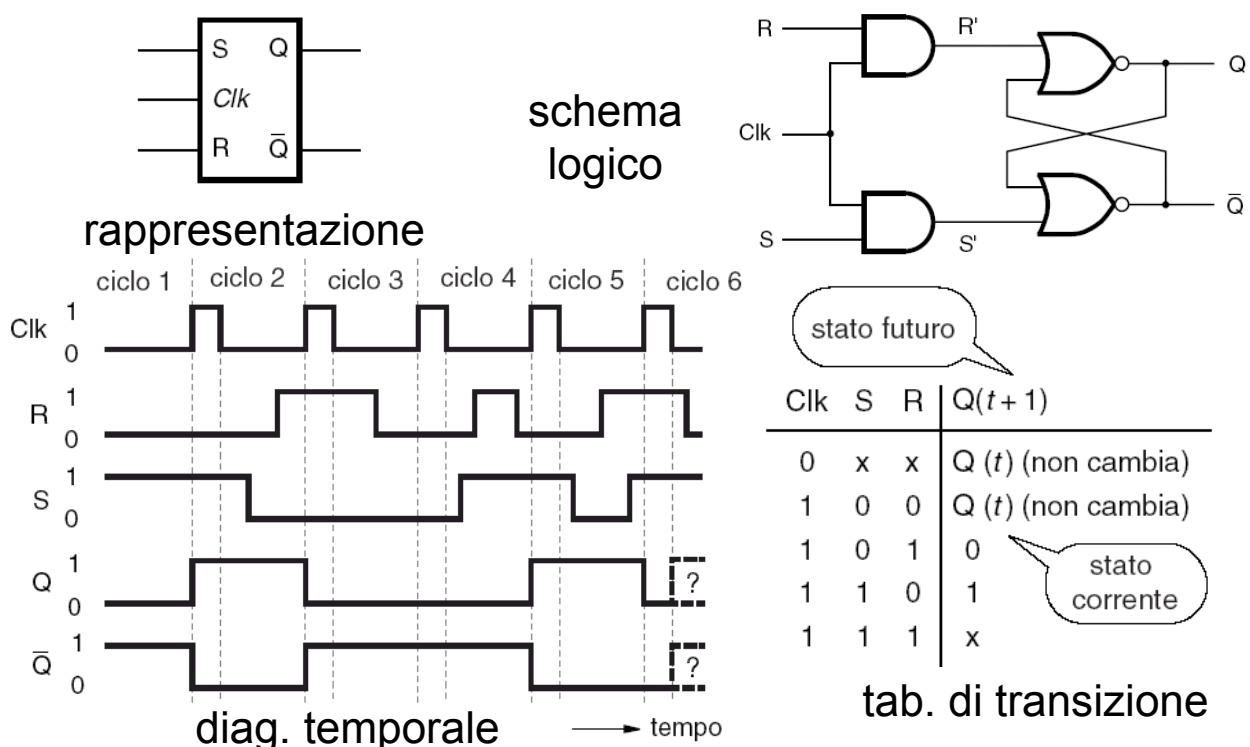 S Q
Clk
R Q̅
rappresentazione
schema
logico
R R' Q
Clk
S S' Q̅
ciclo 1 ciclo 2 ciclo 3 ciclo 4 ciclo 5 ciclo 6
Clk 1 0
R 1 0
S 1 0
Q 1 0 ?
Q̅ 1 0 ?
diag. temporale
tempo
stato futuro
Clk S R Q(t + 1)
0 x x Q (t) (non cambia)
1 0 0 Q (t) (non cambia)
1 0 1 0
1 1 0 1
1 1 1 x
stato
corrente
tab. di transizione